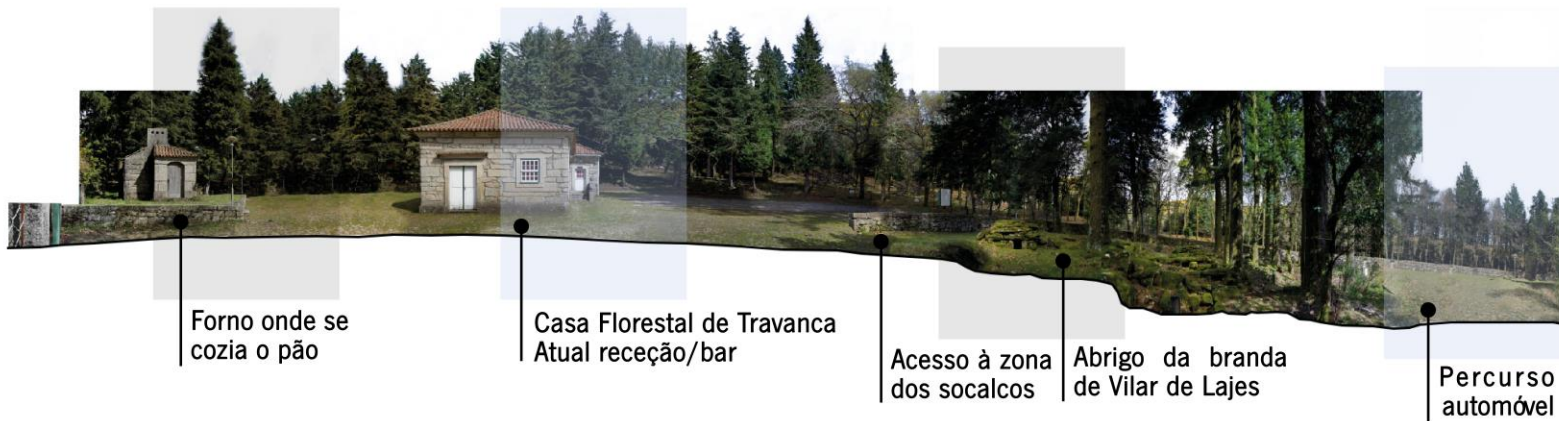 Forno onde se
cozia o pão
Casa Florestal de Travanca
Atual receção/bar
Acesso à zona
dos socalcos
Abrigo da branda
de Vilar de Lajes
Percurso
automóvel